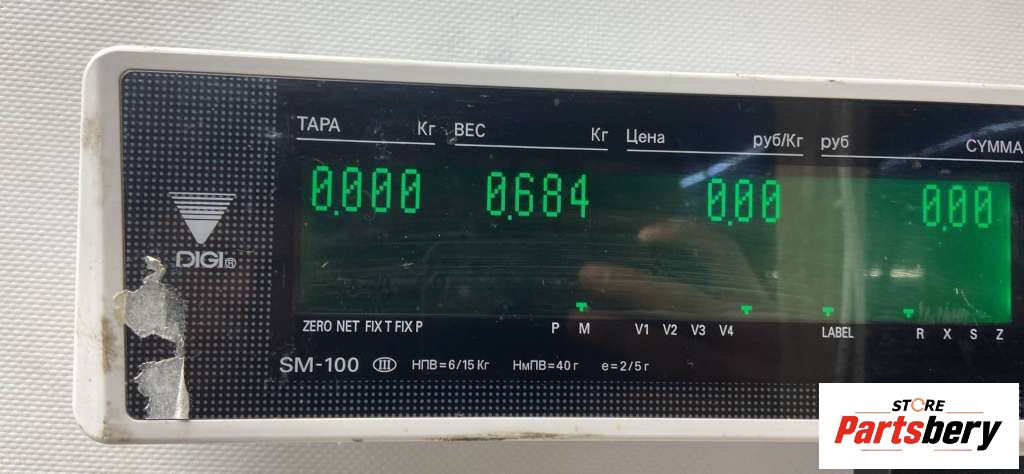 ТАРА Кг ВЕС Кг Цена руб/Кг руб СУММА
0.000 0.684 0.00 0.00
DIGI®
ZERO NET FIX T FIX P P M V1 V2 V3 V4 LABEL R X S Z
SM-100 III НПВ=6/15 Кг НмПВ=40 г e=2/5 г
STORE
Partsbery